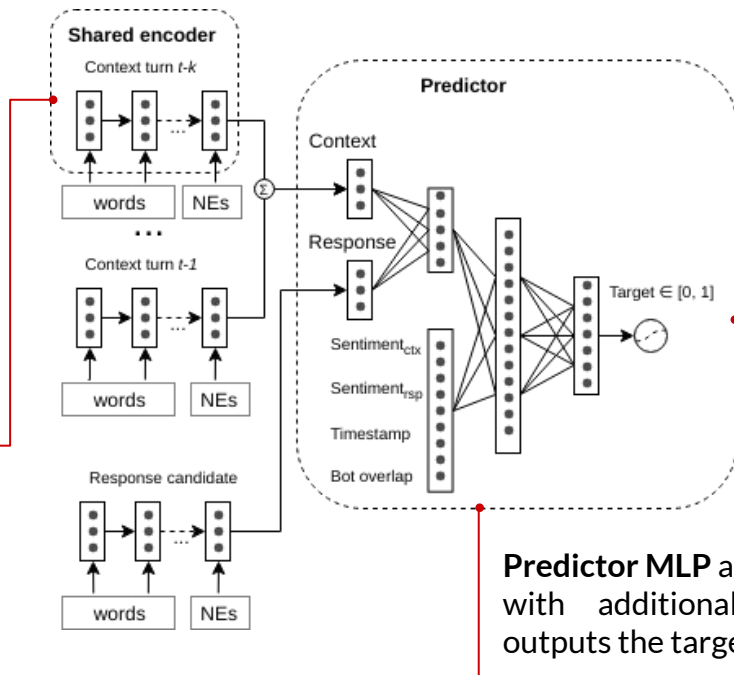 Shared encoder
Context turn t-k
...
words NEs
...
Context turn t-1
...
words NEs
Response candidate
...
words NEs
Predictor
Context
Σ
Response
Sentimentctx
Sentimentrsp
Timestamp
Bot overlap
Target ∈ [0, 1]
Predictor MLP
with additional
outputs the